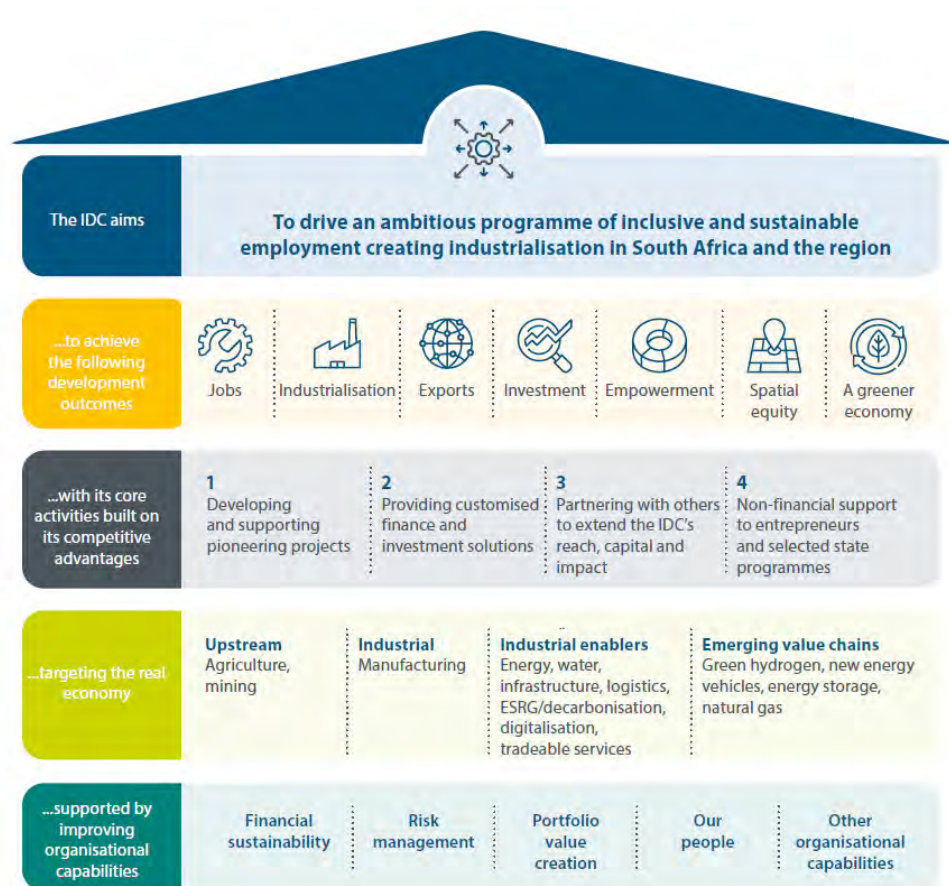 The IDC aims
To drive an ambitious programme of inclusive and sustainable
employment creating industrialisation in South Africa and the region
...to achieve
the following
development
outcomes
Jobs
Industrialisation
Exports
Investment
Empowerment
Spatial
equity
A greener
economy
...with its core
activities built on
its competitive
advantages
1
Developing
and supporting
pioneering projects
2
Providing customised
finance and
investment solutions
3
Partnering with others
to extend the IDC's
reach, capital and
impact
4
Non-financial support
to entrepreneurs
and selected state
programmes
...targeting the real
economy
Upstream
Agriculture,
mining
Industrial
Manufacturing
Industrial enablers
Energy, water,
infrastructure, logistics,
ESRG/decarbonisation,
digitalisation,
tradeable services
Emerging value chains
Green hydrogen, new energy
vehicles, energy storage,
natural gas
...supported by
improving
organisational
capabilities
Financial
sustainability
Risk
management
Portfolio
value
creation
Our
people
Other
organisational
capabilities